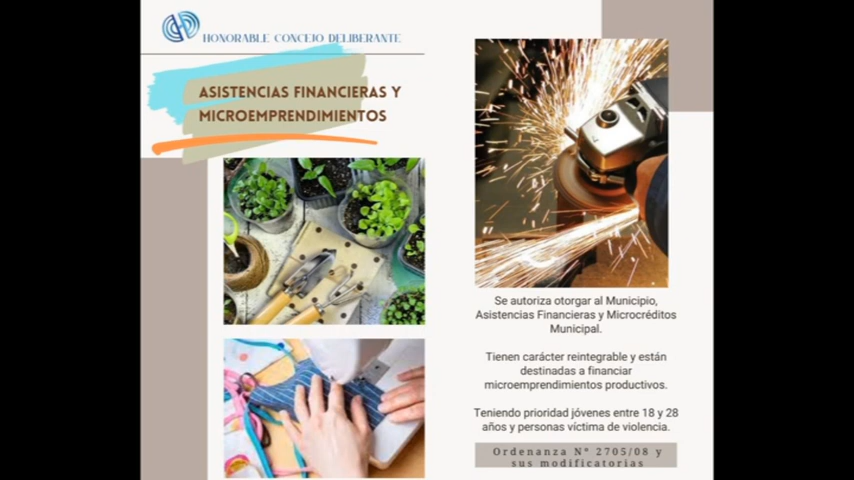 HONORABLE CONCEJO DELIBERANTE
ASISTENCIAS FINANCIERAS Y
MICROEMPRENDIMIENTOS
Se autoriza otorgar al Municipio,
Asistencias Financieras y Microcréditos
Municipal.
Tienen carácter reintegrable y están
destinadas a financiar
microemprendimientos productivos.
Teniendo prioridad jóvenes entre 18 y 28
años y personas víctima de violencia.
Ordenanza N° 2705/08 y
sus modificatorias